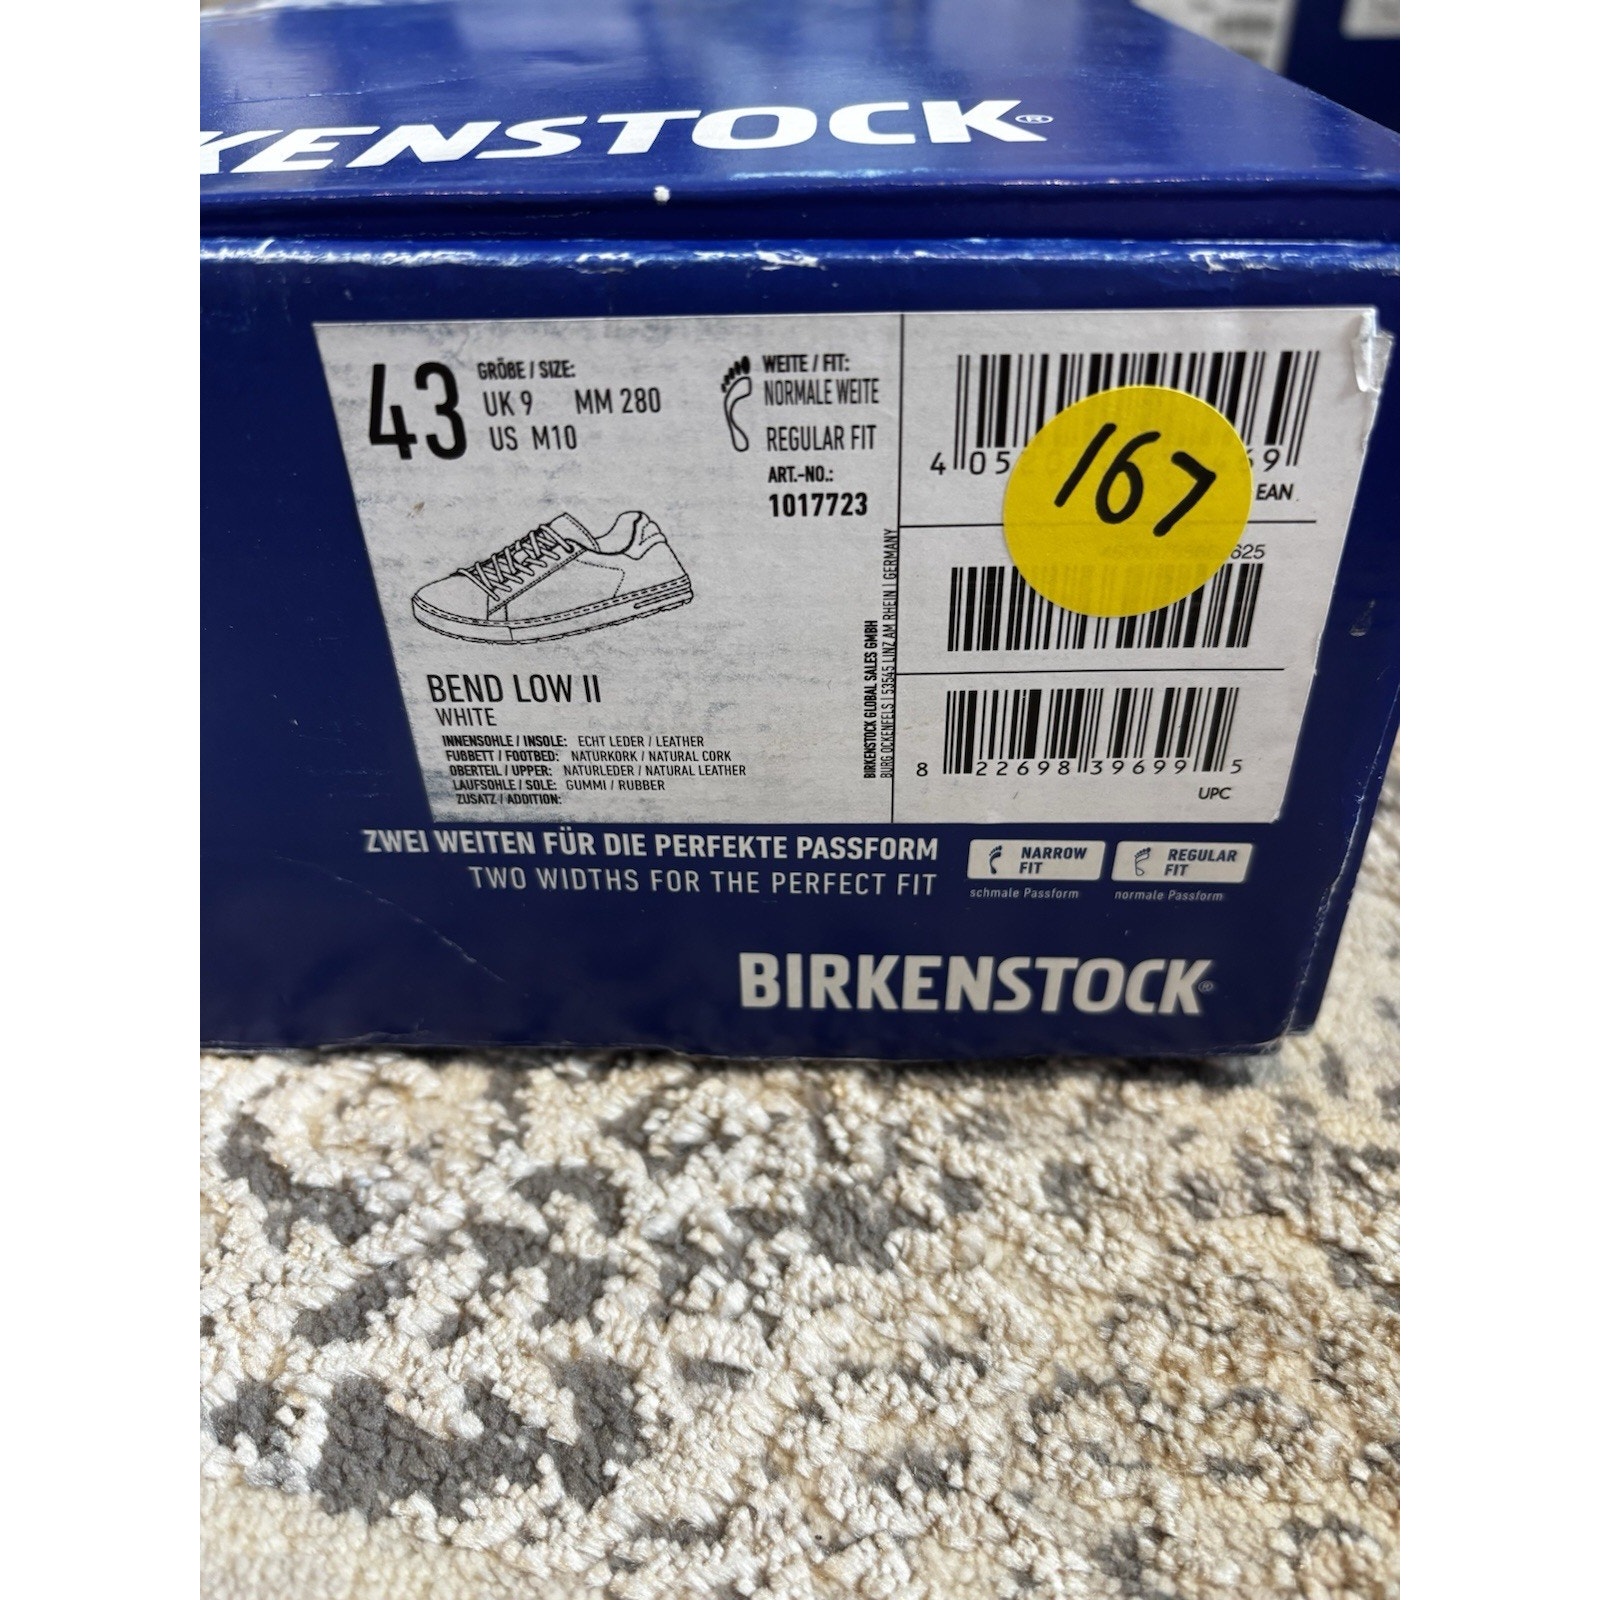 KENSTOCK®
43
GRÖBE / SIZE:
UK 9 MM 280
US M10
WEITE / FIT:
NORMALE WEITE
REGULAR FIT
ART.-NO.:
1017723
BEND LOW II
WHITE
INNENSOHLE / INSOLE: ECHT LEDER / LEATHER
FUßBETT / FOOTBED: NATURKORK / NATURAL CORK
OBERTEIL / UPPER: NATURLEDER / NATURAL LEATHER
LAUFSOHLE / SOLE: GUMMI / RUBBER
ZUSATZ / ADDITION:
BIRKENSTOCK GLOBAL SALES GMBH
BURG OCKENFELS | 53545 LINZ AM RHEIN | GERMANY
167
EAN
625
8 22698 39699 5
UPC
ZWEI WEITEN FÜR DIE PERFEKTE PASSFORM
TWO WIDTHS FOR THE PERFECT FIT
NARROW
FIT
schmale Passform
REGULAR
FIT
normale Passform
BIRKENSTOCK®